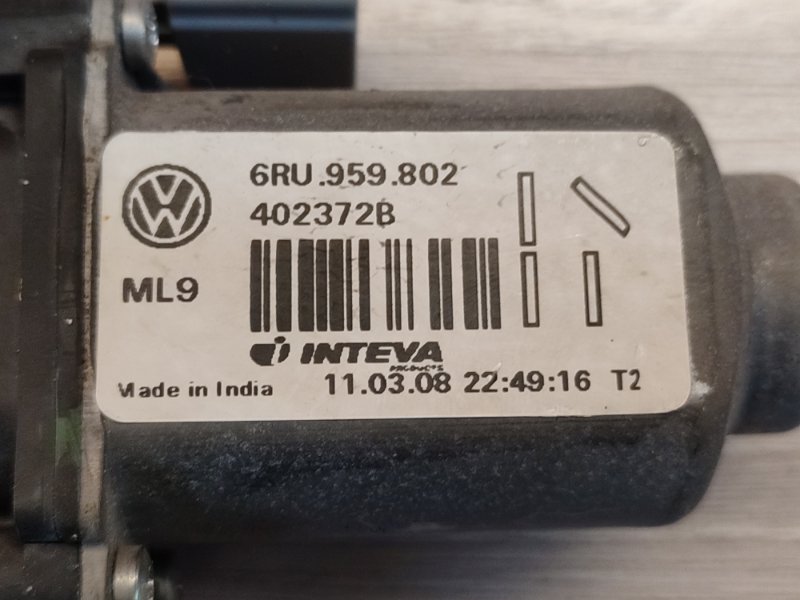 6RU.959.802
402372B
ML9
INTEVA
PRODUCTS
Made in India 11.03.08 22:49:16 T2